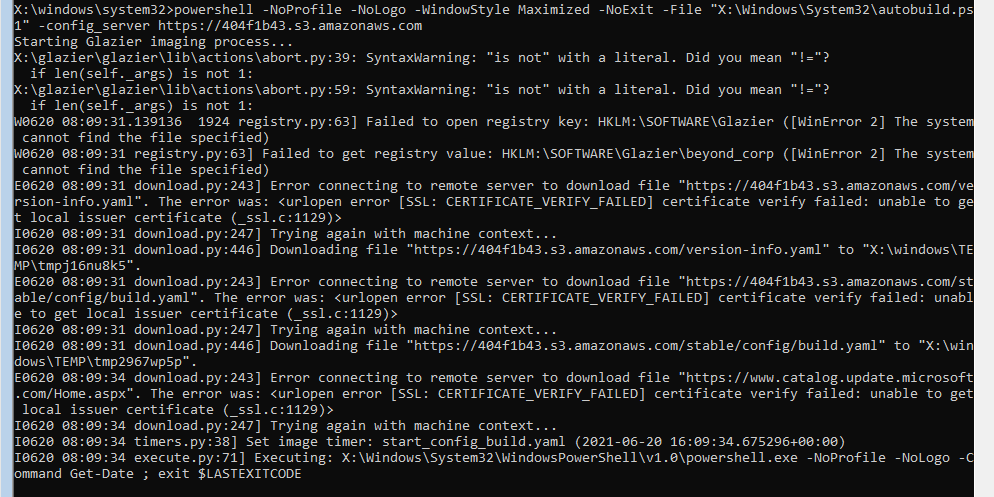 X:\windows\system32>powershell -NoProfile -NoLogo -WindowStyle Maximized -NoExit -File "X:\Windows\System32\autobuild.ps
1" -config_server https://404f1b43.s3.amazonaws.com
Starting Glazier imaging process...
X:\glazier\glazier\lib\actions\abort.py:39: SyntaxWarning: "is not" with a literal. Did you mean "!="?
  if len(self._args) is not 1:
X:\glazier\glazier\lib\actions\abort.py:59: SyntaxWarning: "is not" with a literal. Did you mean "!="?
  if len(self._args) is not 1:
W0620 08:09:31.139136  1924 registry.py:63] Failed to open registry key: HKLM:\SOFTWARE\Glazier ([WinError 2] The system
 cannot find the file specified)
W0620 08:09:31 registry.py:63] Failed to get registry value: HKLM:\SOFTWARE\Glazier\beyond_corp ([WinError 2] The system
 cannot find the file specified)
E0620 08:09:31 download.py:243] Error connecting to remote server to download file "https://404f1b43.s3.amazonaws.com/ve
rsion-info.yaml". The error was: <urlopen error [SSL: CERTIFICATE_VERIFY_FAILED] certificate verify failed: unable to ge
t local issuer certificate (_ssl.c:1129)>
I0620 08:09:31 download.py:247] Trying again with machine context...
I0620 08:09:31 download.py:446] Downloading file "https://404f1b43.s3.amazonaws.com/version-info.yaml" to "X:\windows\TE
MP\tmpj16nu8k5".
E0620 08:09:31 download.py:243] Error connecting to remote server to download file "https://404f1b43.s3.amazonaws.com/st
able/config/build.yaml". The error was: <urlopen error [SSL: CERTIFICATE_VERIFY_FAILED] certificate verify failed: unabl
e to get local issuer certificate (_ssl.c:1129)>
I0620 08:09:31 download.py:247] Trying again with machine context...
I0620 08:09:31 download.py:446] Downloading file "https://404f1b43.s3.amazonaws.com/stable/config/build.yaml" to "X:\win
dows\TEMP\tmp2967wp5p".
E0620 08:09:34 download.py:243] Error connecting to remote server to download file "https://www.catalog.update.microsoft
.com/Home.aspx". The error was: <urlopen error [SSL: CERTIFICATE_VERIFY_FAILED] certificate verify failed: unable to get
 local issuer certificate (_ssl.c:1129)>
I0620 08:09:34 download.py:247] Trying again with machine context...
I0620 08:09:34 timers.py:38] Set image timer: start_config_build.yaml (2021-06-20 16:09:34.675296+00:00)
I0620 08:09:34 execute.py:71] Executing: X:\Windows\System32\WindowsPowerShell\v1.0\powershell.exe -NoProfile -NoLogo -C
ommand Get-Date ; exit $LASTEXITCODE